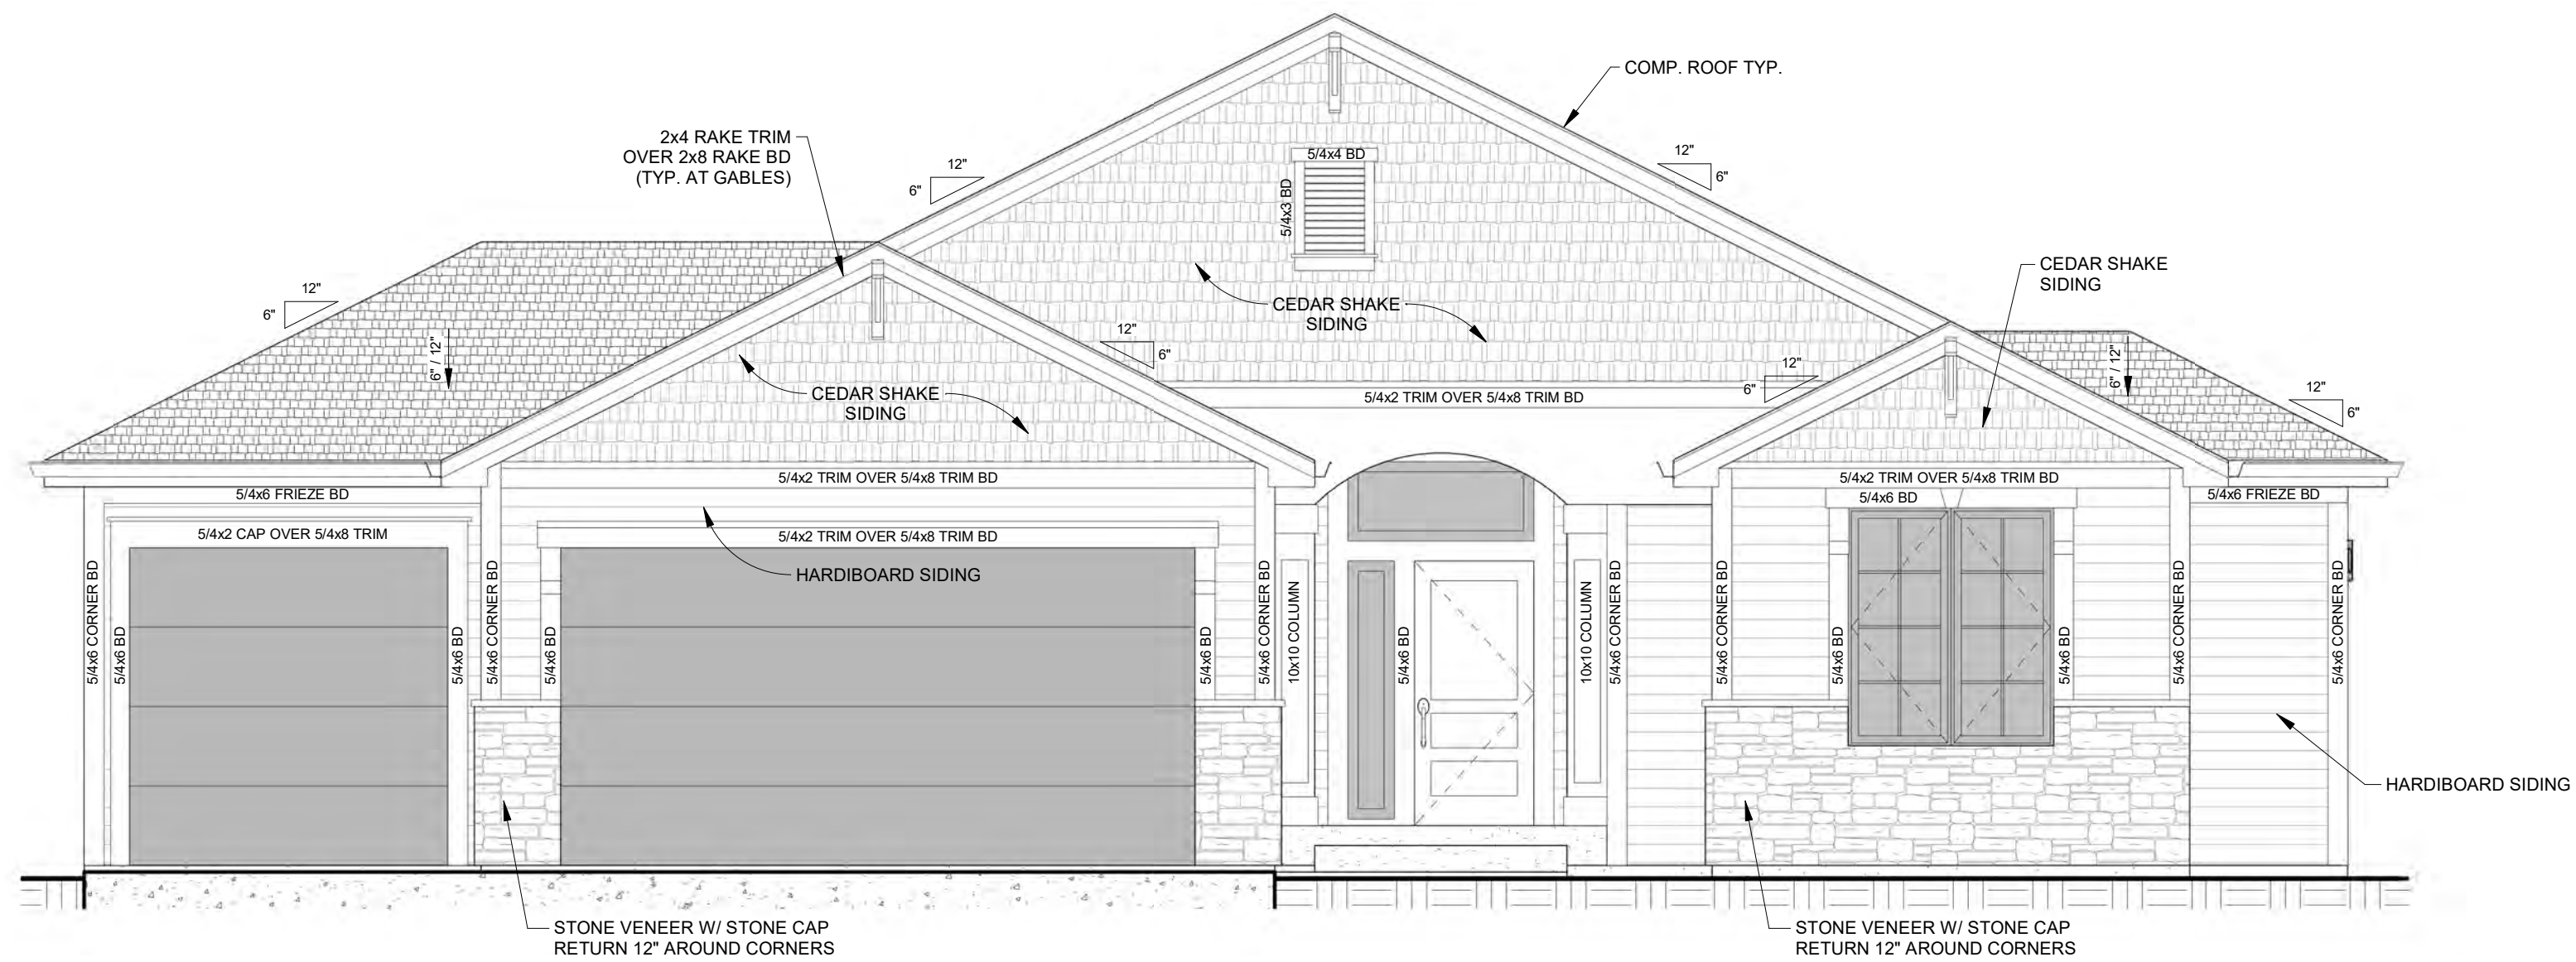 COMP. ROOF TYP.
2x4 RAKE TRIM
OVER 2x8 RAKE BD
(TYP. AT GABLES)
12"
6"
12"
6"
5/4x4 BD
5/4x3 BD
CEDAR SHAKE
SIDING
CEDAR SHAKE
SIDING
12"
6"
6" / 12"
12"
6"
12"
6"
6" / 12"
12"
6"
CEDAR SHAKE
SIDING
5/4x2 TRIM OVER 5/4x8 TRIM BD
5/4x2 TRIM OVER 5/4x8 TRIM BD
5/4x2 TRIM OVER 5/4x8 TRIM BD
5/4x6 FRIEZE BD
5/4x6 BD
5/4x6 FRIEZE BD
5/4x2 CAP OVER 5/4x8 TRIM
5/4x2 TRIM OVER 5/4x8 TRIM BD
HARDIBOARD SIDING
5/4x6 CORNER BD
5/4x6 BD
5/4x6 BD
5/4x6 CORNER BD
5/4x6 BD
5/4x6 BD
5/4x6 CORNER BD
10x10 COLUMN
5/4x6 BD
10x10 COLUMN
5/4x6 CORNER BD
5/4x6 CORNER BD
5/4x6 BD
5/4x6 BD
5/4x6 CORNER BD
5/4x6 CORNER BD
HARDIBOARD SIDING
STONE VENEER W/ STONE CAP
RETURN 12" AROUND CORNERS
STONE VENEER W/ STONE CAP
RETURN 12" AROUND CORNERS